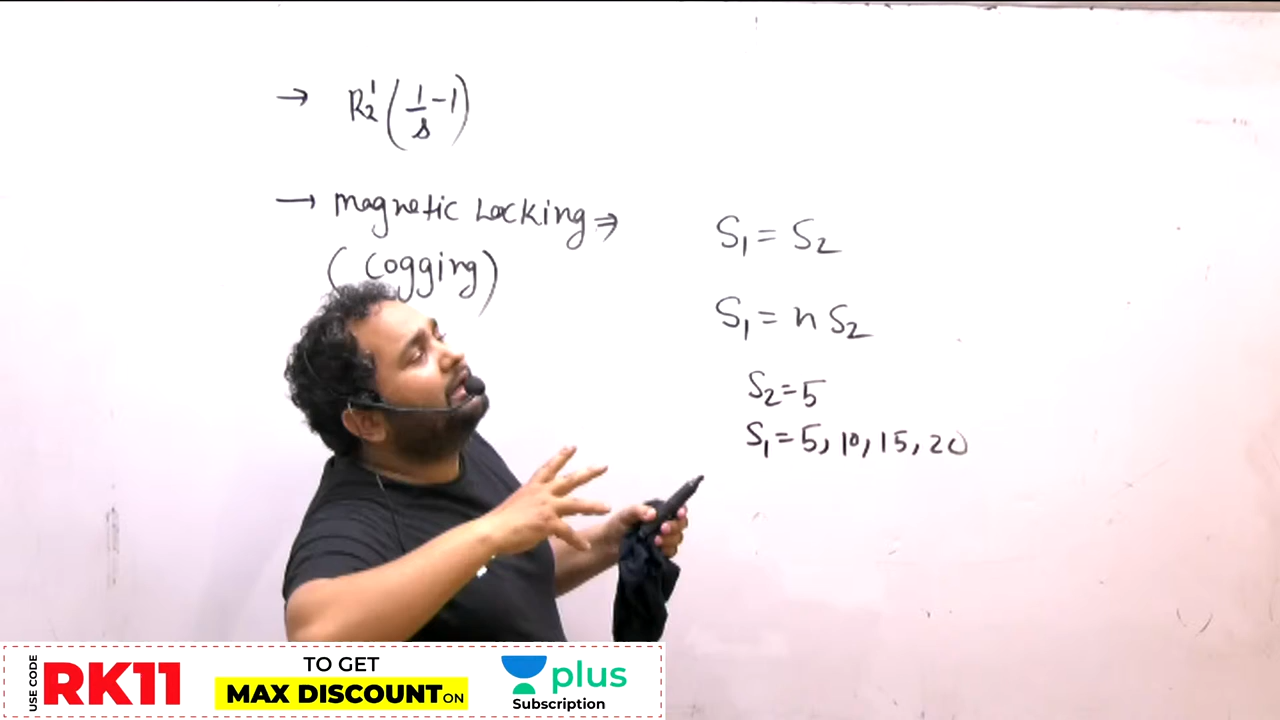 → R₂'(1/s-1)
→ magnetic Locking ⇒
(Cogging)
S₁ = S₂
S₁ = n S₂
S₂=5
S₁=5, 10, 15, 20
USE CODE
RK11
TO GET
MAX DISCOUNT ON
plus
Subscription